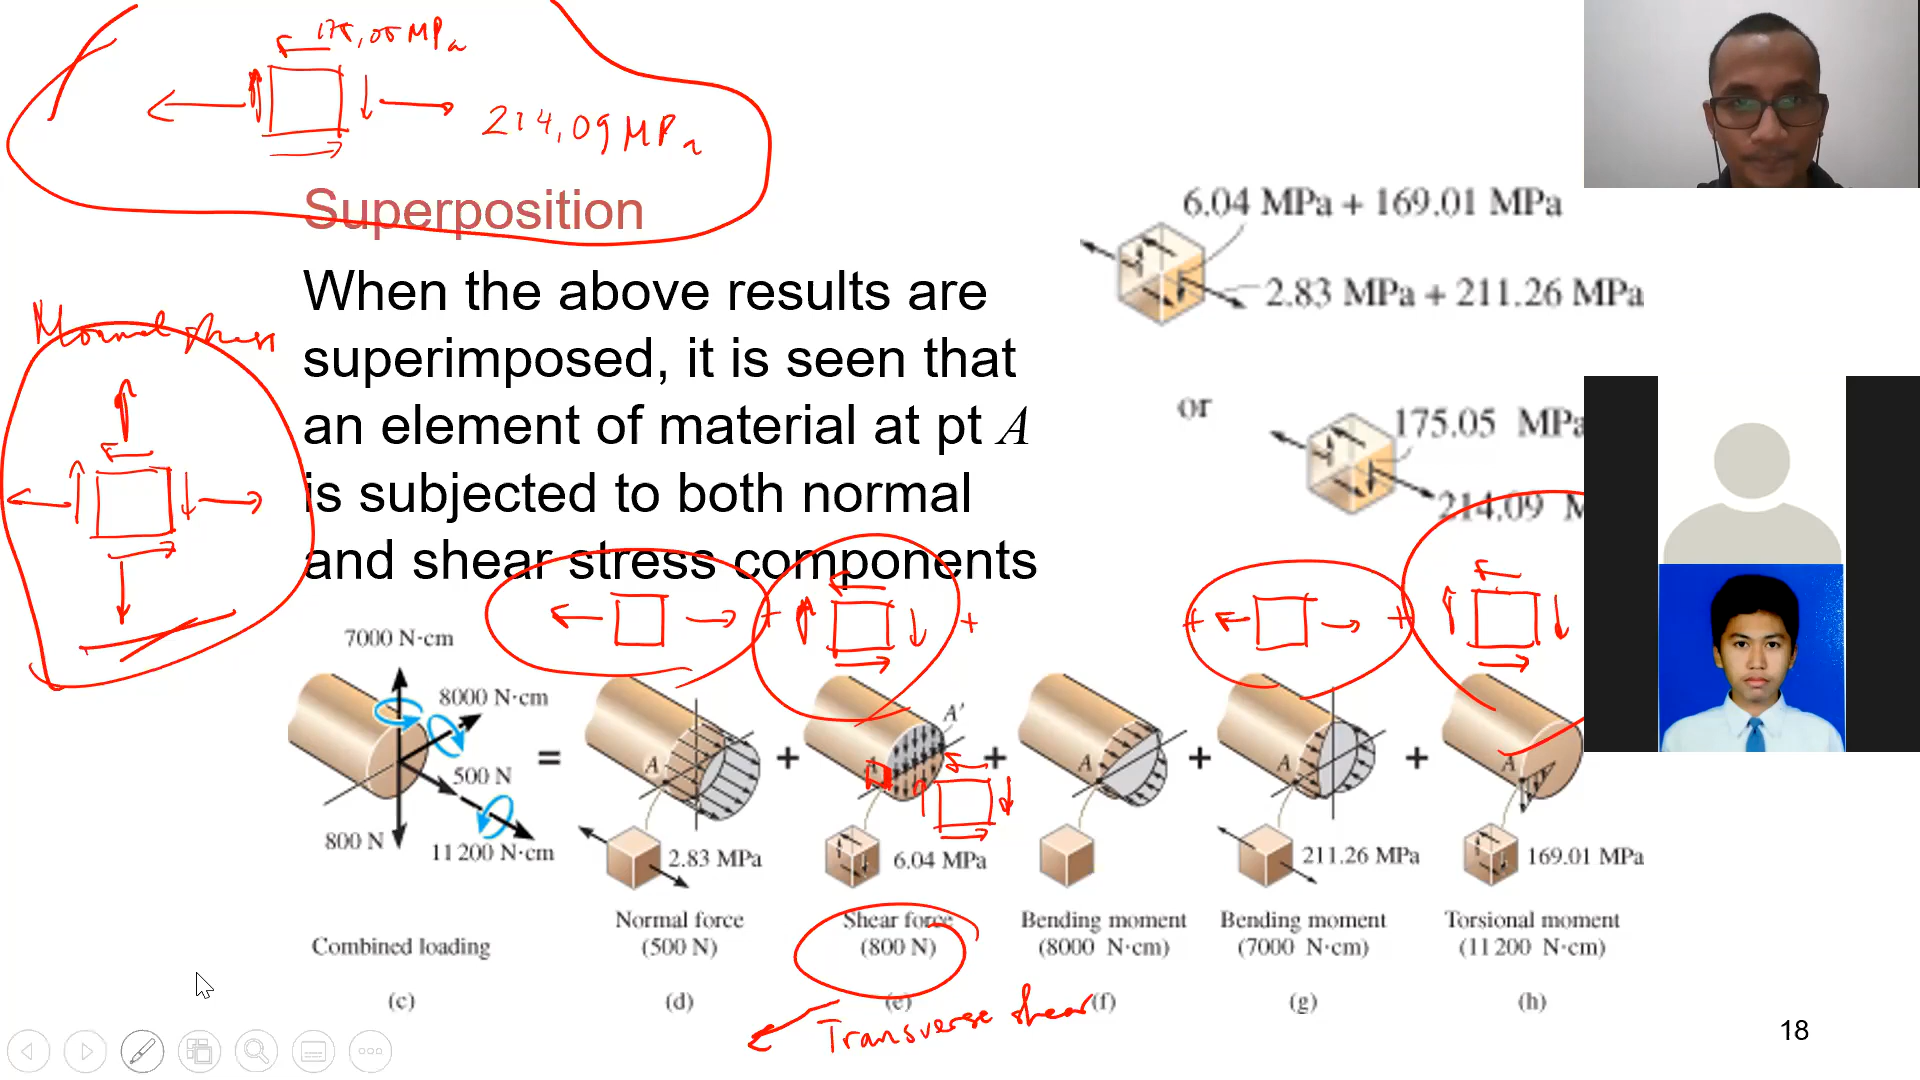 175,05 MPa
214,09 MPa
Superposition
When the above results are
superimposed, it is seen that
an element of material at pt A
is subjected to both normal
and shear stress components
Normal stress
6.04 MPa + 169.01 MPa
2.83 MPa + 211.26 MPa
or
175.05 MPa
214.09 M
+
+
+
+
7000 N·cm
8000 N·cm
500 N
800 N
11 200 N·cm
Combined loading
(c)
=
A
2.83 MPa
Normal force
(500 N)
(d)
+
A'
A
6.04 MPa
Shear force
(800 N)
(e)
Transverse shear
+
A
Bending moment
(8000 N·cm)
(f)
+
A
211.26 MPa
Bending moment
(7000 N·cm)
(g)
+
A
169.01 MPa
Torsional moment
(11 200 N·cm)
(h)
18